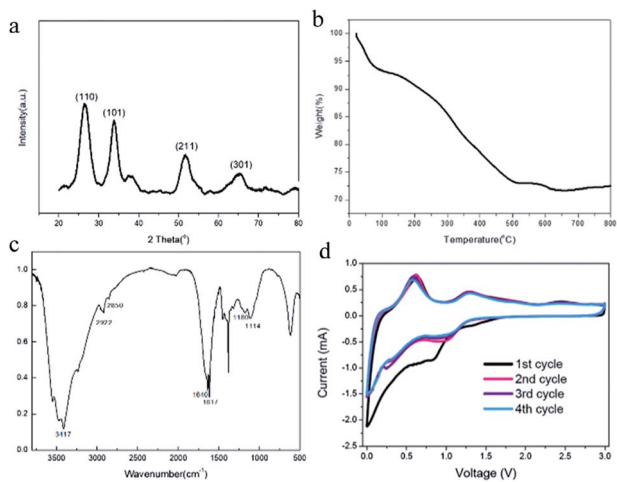 a
(110)
(101)
(211)
(301)
Intensity(a.u.)
10 20 30 40 50 60 70 80
2 Theta(°)
b
100
95
90
85
80
75
70
Weight(%)
100 200 300 400 500 600 700 800
Temperature(°C)
c
1.0
0.8
0.6
0.4
0.2
0.0
2922
2850
3417
1640
1617
1180
1114
3500 3000 2500 2000 1500 1000 500
Wavenumber(cm⁻¹)
d
1.0
0.5
0.0
-0.5
-1.0
-1.5
-2.0
-2.5
Current (mA)
1st cycle
2nd cycle
3rd cycle
4th cycle
0.0 0.5 1.0 1.5 2.0 2.5 3.0
Voltage (V)